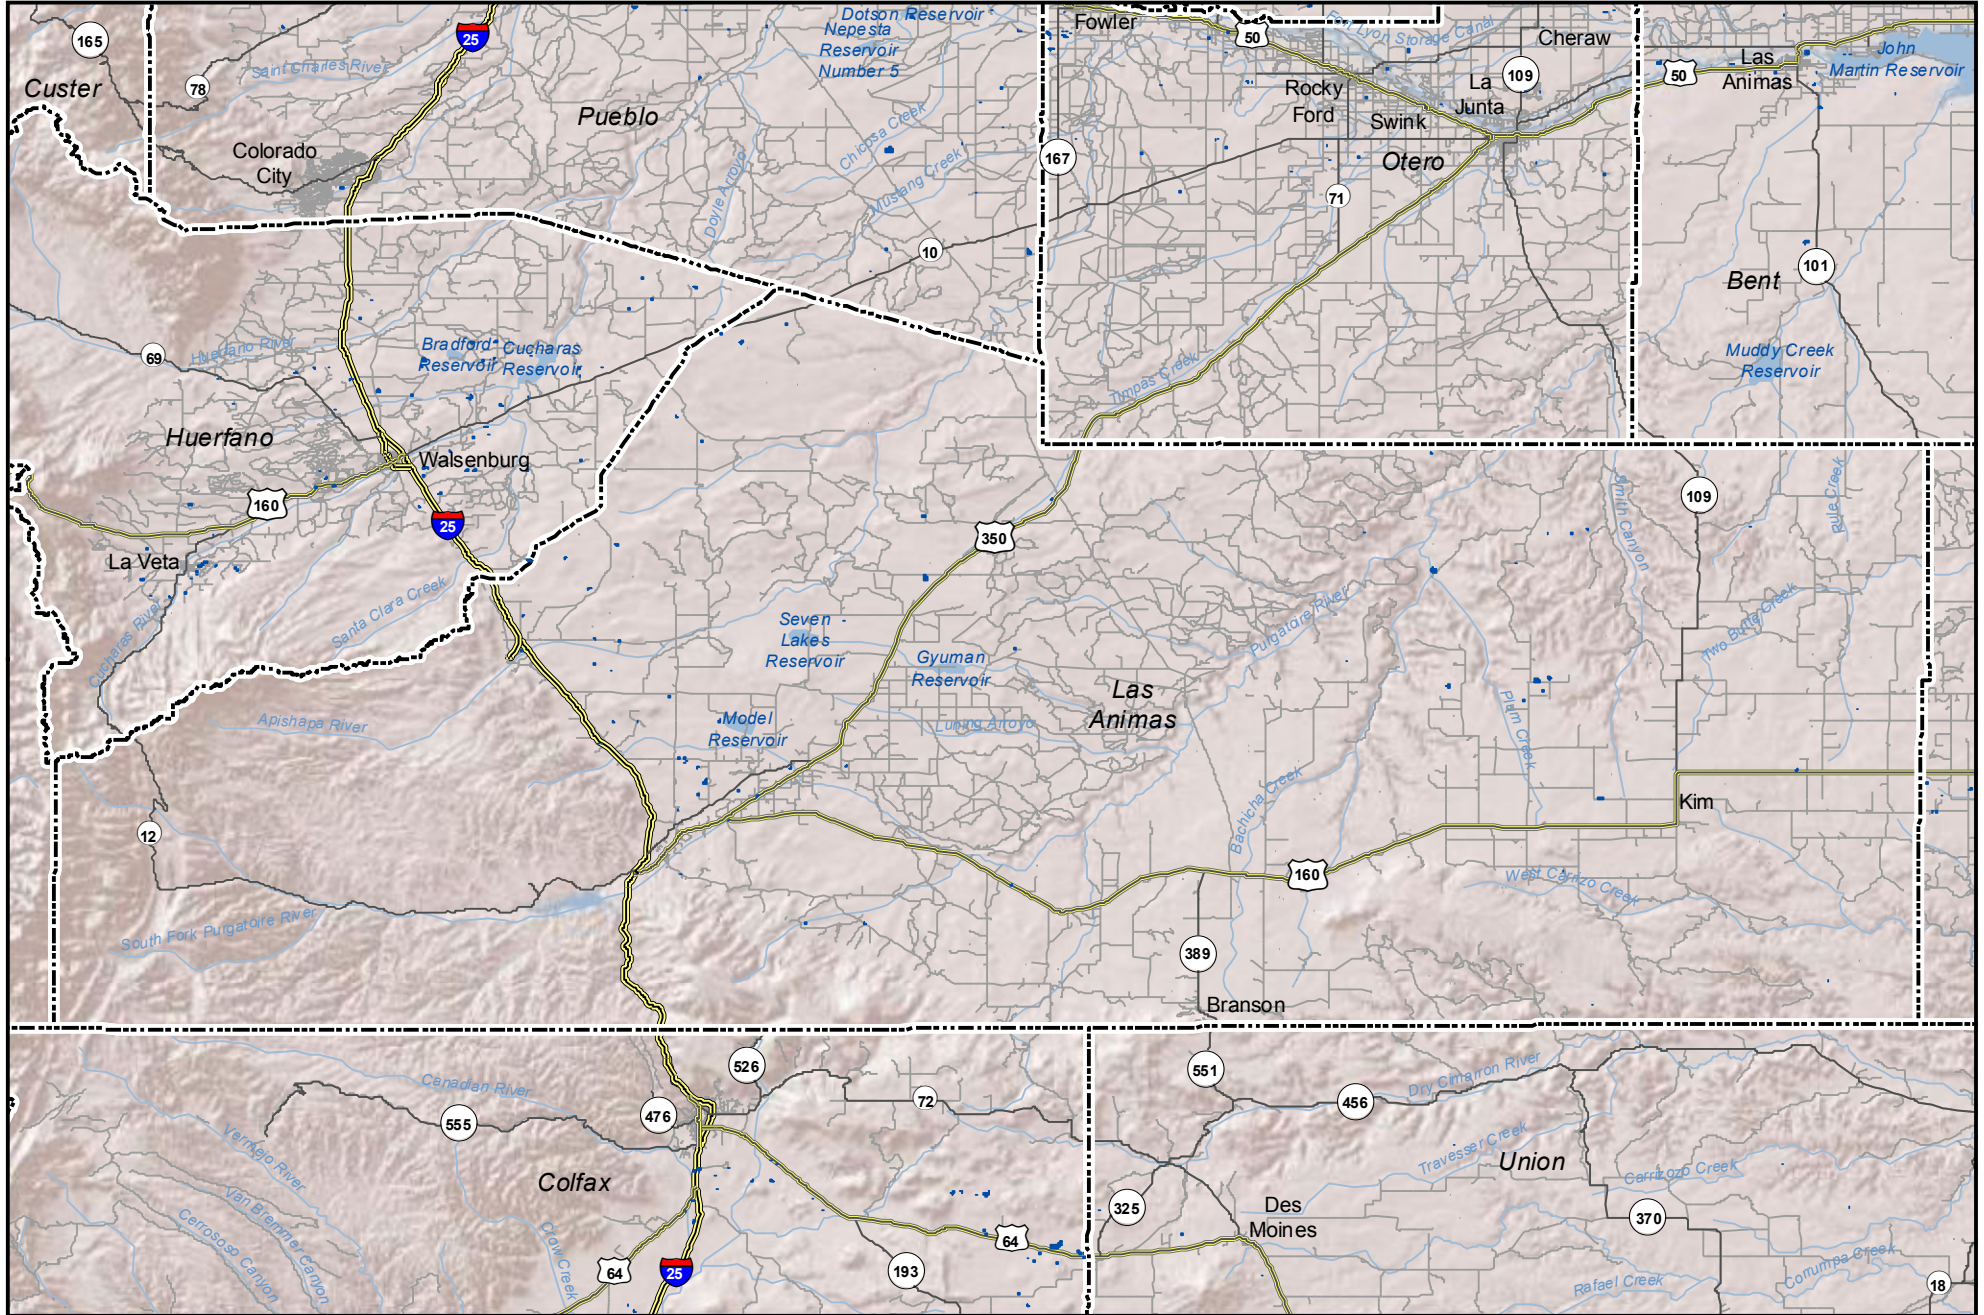 Dotson Reservoir
Nepesta
Reservoir
Number 5
Fowler
50
Fort Lyon Storage Canal
Cheraw
165
25
Saint Charles River
78
Custer
Pueblo
Chicosa Creek
Rocky
Ford
109
La
Junta
Swink
Otero
50
Las
Animas
John
Martin Reservoir
Colorado
City
Doyle Arroyo
Mustang Creek
167
71
10
Bent
101
69
Huerfano River
Bradford
Reservoir
Cucharas
Reservoir
Timpas Creek
Muddy Creek
Reservoir
Huerfano
Walsenburg
160
25
La Veta
350
Smith Canyon
109
Rule Creek
Cucharas River
Santa Clara Creek
Seven
Lakes
Reservoir
Gyuman
Reservoir
Purgatoire River
Two Butte Creek
Apishapa River
Model
Reservoir
Luning Arroyo
Las
Animas
Plum Creek
12
Bachicha Creek
Kim
160
West Carrizo Creek
South Fork Purgatoire River
389
Branson
Canadian River
526
555
476
72
551
456
Dry Cimarron River
Vermejo River
Van Bremmer Canyon
Cerrososo Canyon
Colfax
Crow Creek
Travesser Creek
Union
Carrizozo Creek
325
Des
Moines
370
64
25
64
193
Rafael Creek
Corrumpa Creek
18